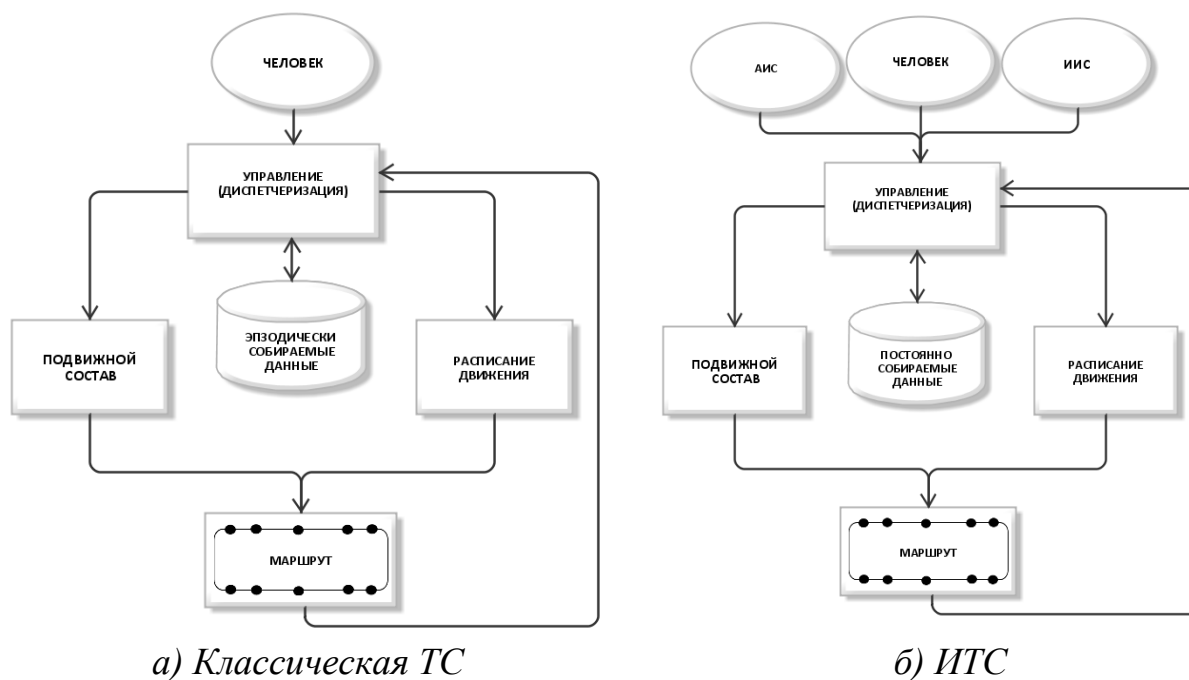 ЧЕЛОВЕК
УПРАВЛЕНИЕ
(ДИСПЕТЧЕРИЗАЦИЯ)
ПОДВИЖНОЙ
СОСТАВ
ЭПЗОДИЧЕСКИ
СОБИРАЕМЫЕ
ДАННЫЕ
РАСПИСАНИЕ
ДВИЖЕНИЯ
МАРШРУТ
а) Классическая ТС
АИС
ЧЕЛОВЕК
ИИС
УПРАВЛЕНИЕ
(ДИСПЕТЧЕРИЗАЦИЯ)
ПОДВИЖНОЙ
СОСТАВ
ПОСТОЯННО
СОБИРАЕМЫЕ
ДАННЫЕ
РАСПИСАНИЕ
ДВИЖЕНИЯ
МАРШРУТ
б) ИТС